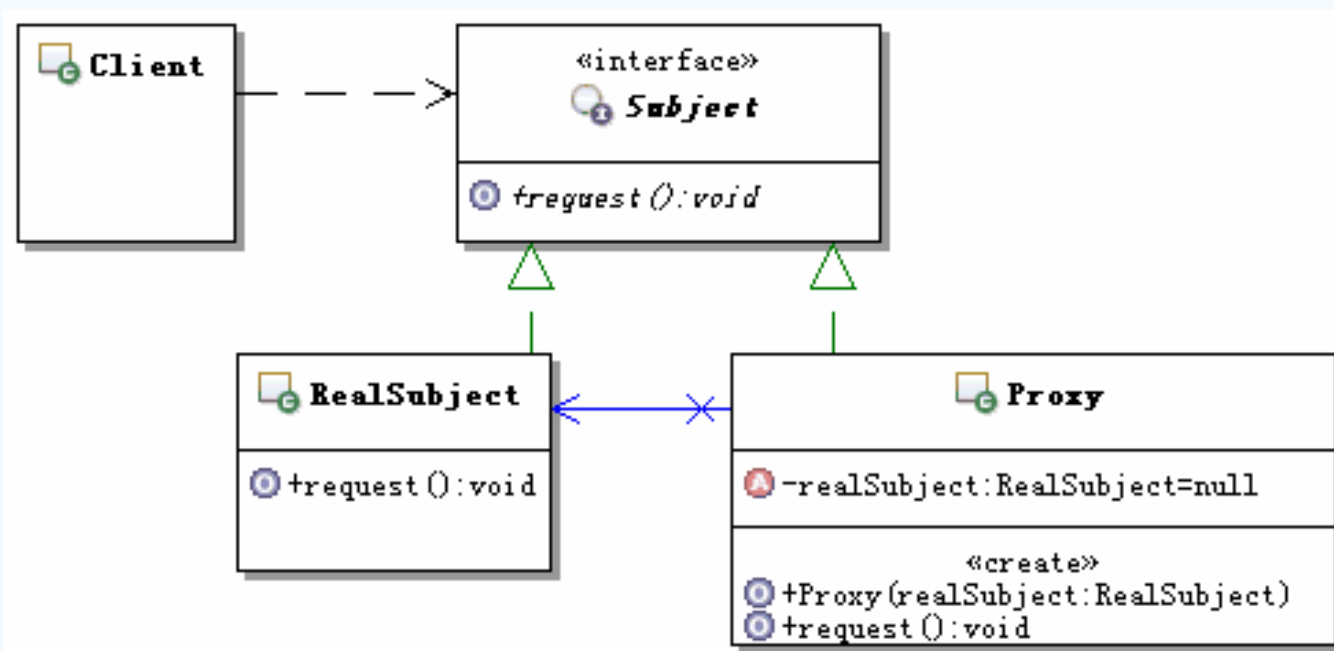 Client
«interface»
Subject
+request():void
RealSubject
+request():void
Proxy
-realSubject:RealSubject=null
«create»
+Proxy(realSubject:RealSubject)
+request():void